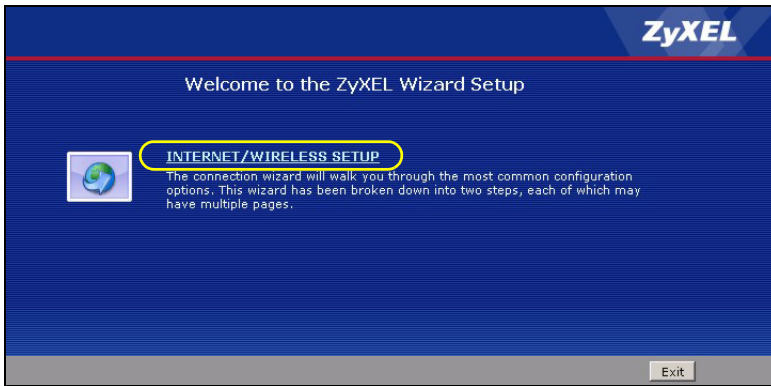 ZyXEL
Welcome to the ZyXEL Wizard Setup
INTERNET/WIRELESS SETUP
The connection wizard will walk you through the most common configuration
options. This wizard has been broken down into two steps, each of which may
have multiple pages.
Exit